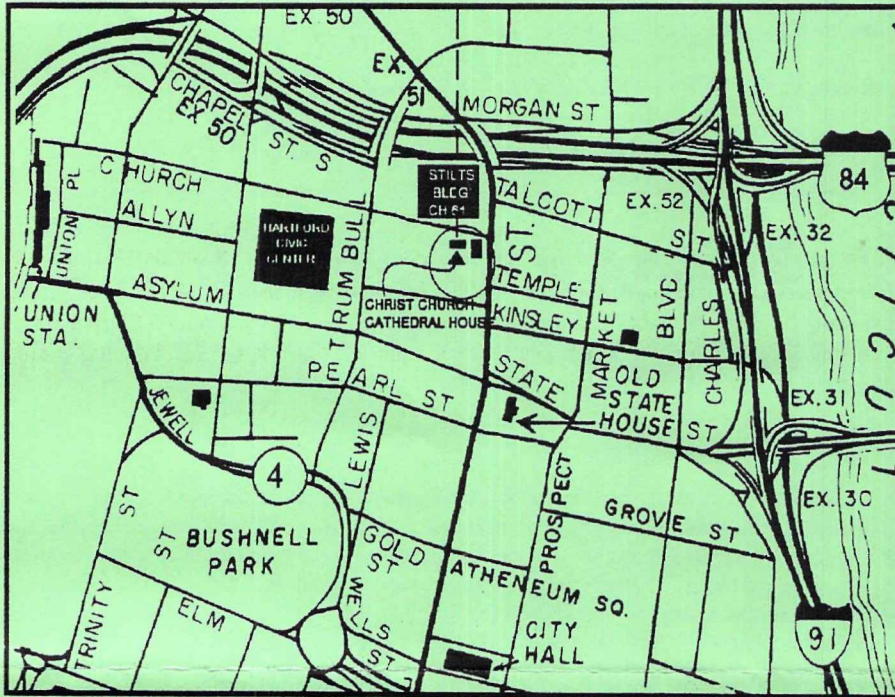 EX. 50
EX.
51
MORGAN ST
CHAPEL
EX 50
ST. S
CHURCH
ALLYN
UNION PL
ASYLUM
UNION
STA.
HARTFORD
CIVIC
CENTER
TRUMBULL
STILTS
BLDG
CH 61
ST.
TALCOTT
ST
EX. 52
84
EX. 32
TEMPLE
KINSLEY
CHRIST CHURCH
CATHEDRAL HOUSE
MARKET
BLVD
CHARLES
STATE
OLD
STATE
HOUSE
ST
EX. 31
PEARL ST
JEWELL
ST
4
LEWIS
BUSHNELL
PARK
GOLD
ST
PROSPECT
GROVE ST
EX. 30
ATHENEUM SQ.
TRINITY
ST
ELM
WELLS
ST
CITY
HALL
91